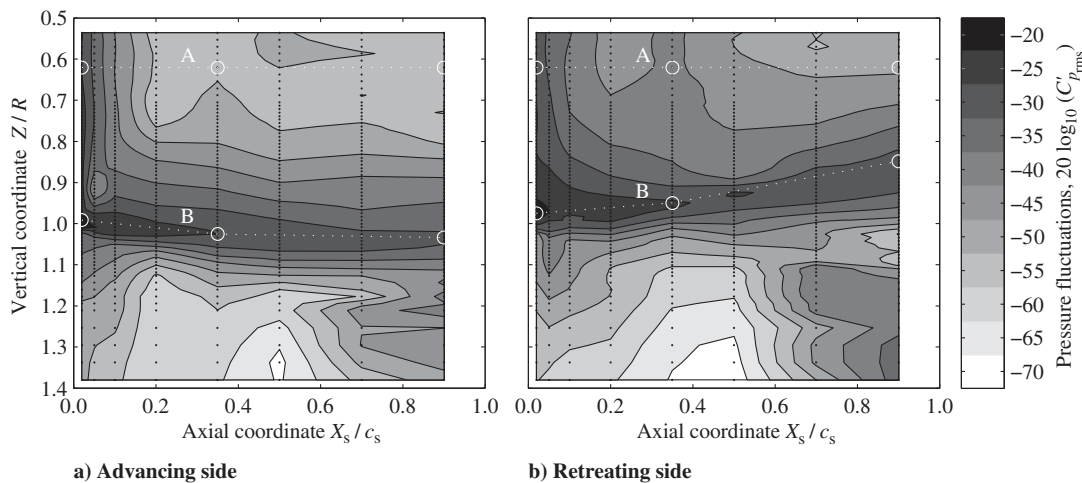 0.5
0.6
0.7
0.8
0.9
1.0
1.1
1.2
1.3
1.4
Vertical coordinate Z / R
A
B
0.0 0.2 0.4 0.6 0.8 1.0
Axial coordinate Xs / cs
a) Advancing side
A
B
0.0 0.2 0.4 0.6 0.8 1.0
Axial coordinate Xs / cs
b) Retreating side
−20
−25
−30
−35
−40
−45
−50
−55
−60
−65
−70
Pressure fluctuations, 20 log10 (C′prms)